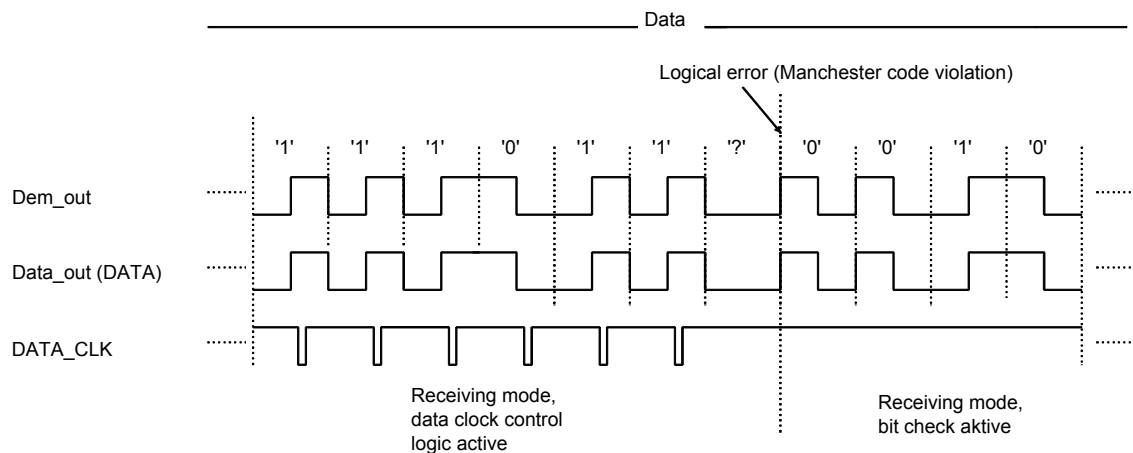 Data
Logical error (Manchester code violation)
'1' '1' '1' '0' '1' '1' '?' '0' '0' '1' '0'
Dem_out
Data_out (DATA)
DATA_CLK
Receiving mode,
data clock control
logic active
Receiving mode,
bit check aktive